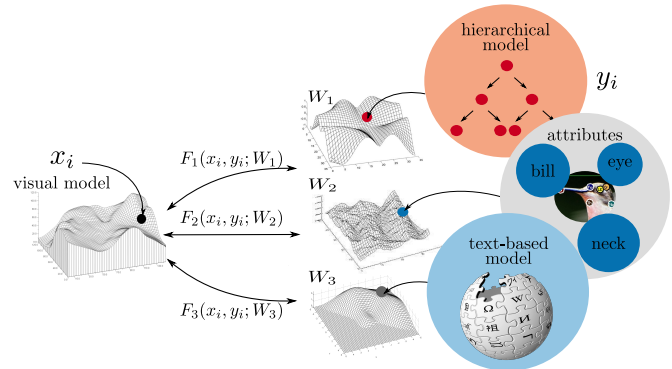 hierarchical
model
y_i
W_1
attributes
x_i
F_1(x_i, y_i; W_1)
bill
eye
visual model
W_2
F_2(x_i, y_i; W_2)
neck
text-based
model
W_3
Ω
W
И
祖
F_3(x_i, y_i; W_3)